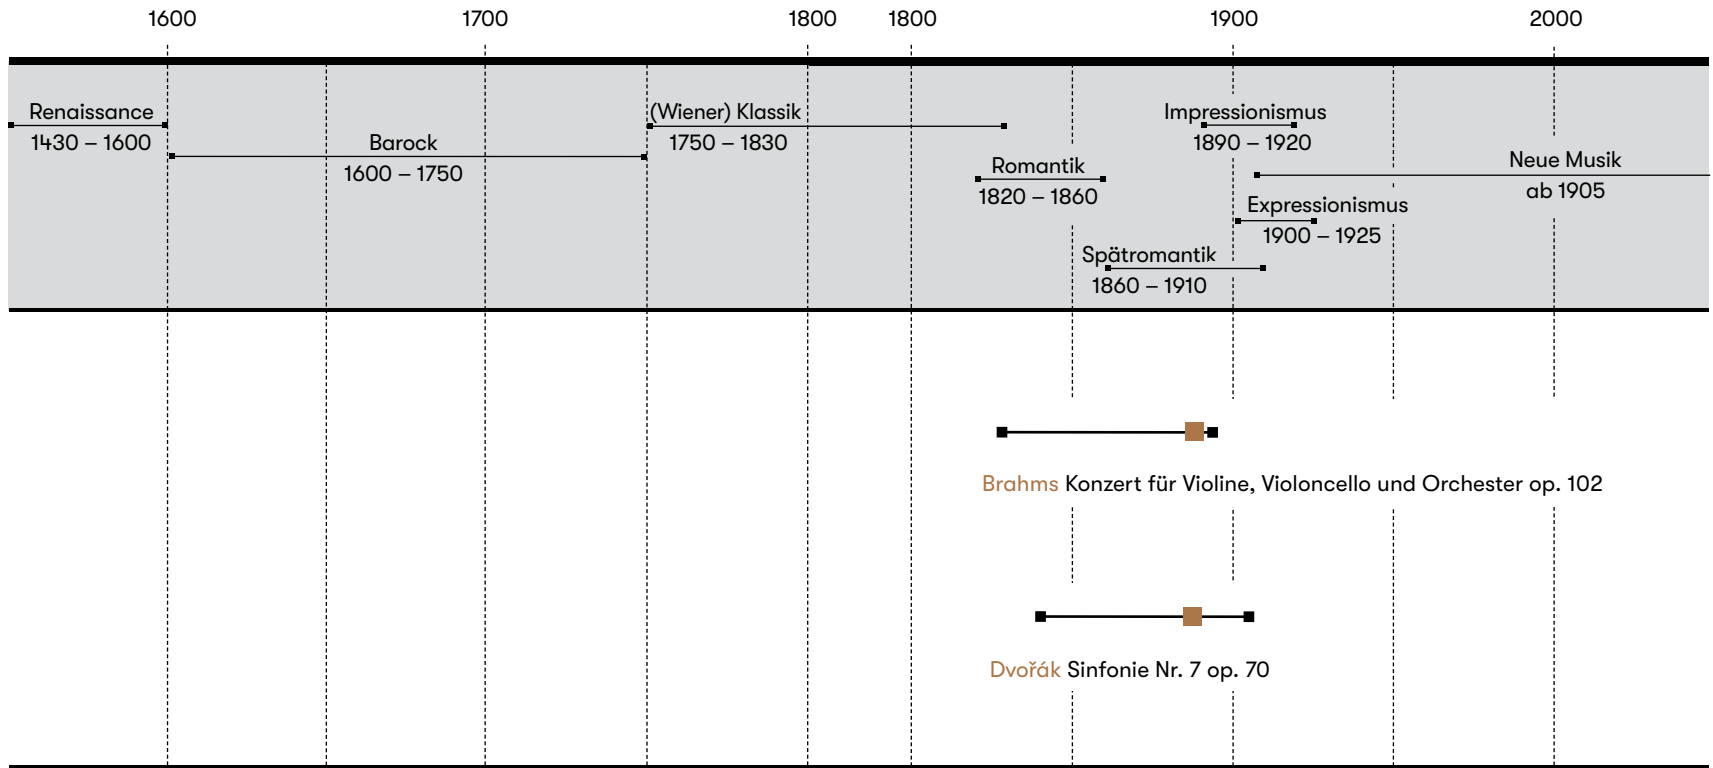 1600 1700 1800 1800 1900 2000
Renaissance
1430 – 1600
Barock
1600 – 1750
(Wiener) Klassik
1750 – 1830
Romantik
1820 – 1860
Spätromantik
1860 – 1910
Impressionismus
1890 – 1920
Expressionismus
1900 – 1925
Neue Musik
ab 1905
Brahms Konzert für Violine, Violoncello und Orchester op. 102
Dvořák Sinfonie Nr. 7 op. 70